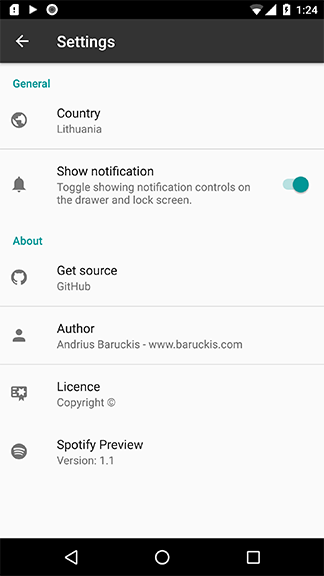 1:24
Settings
General
Country
Lithuania
Show notification
Toggle showing notification controls on
the drawer and lock screen.
About
Get source
GitHub
Author
Andrius Baruckis - www.baruckis.com
Licence
Copyright ©
Spotify Preview
Version: 1.1